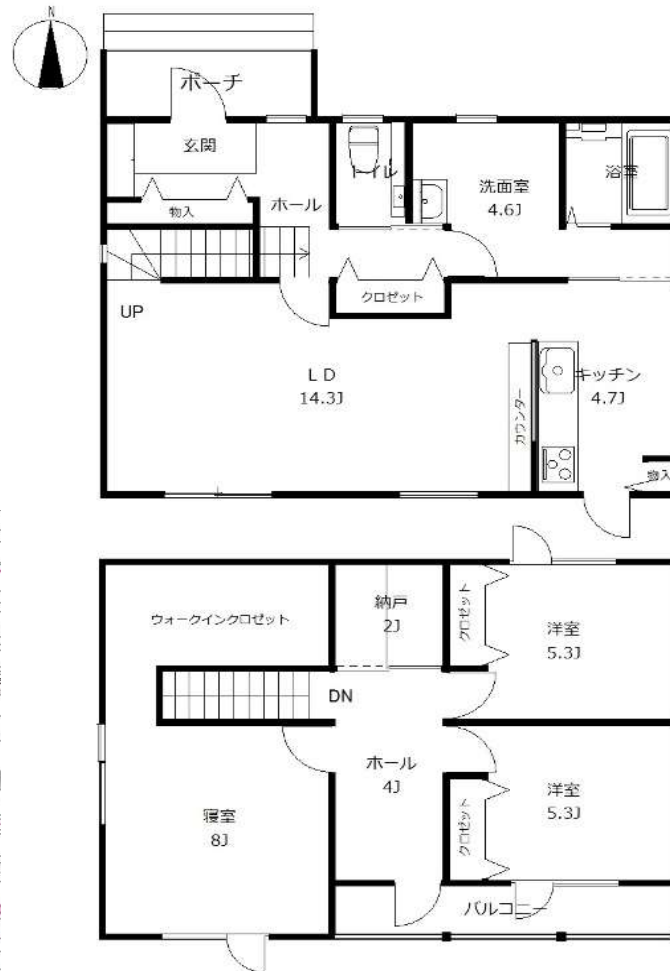 N
ポーチ
玄関
トイレ
浴室
洗面室
4.6J
物入
ホール
クロゼット
UP
LD
14.3J
カウンター
キッチン
4.7J
物入
納戸
2J
クロゼット
ウォークインクロゼット
洋室
5.3J
DN
ホール
4J
洋室
5.3J
クロゼット
寝室
8J
バルコニー